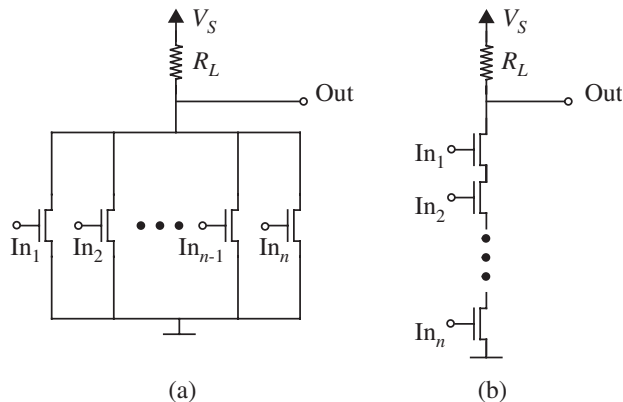 V_S
R_L
Out
In_1
In_2
In_{n-1}
In_n
(a)
V_S
R_L
Out
In_1
In_2
In_n
(b)